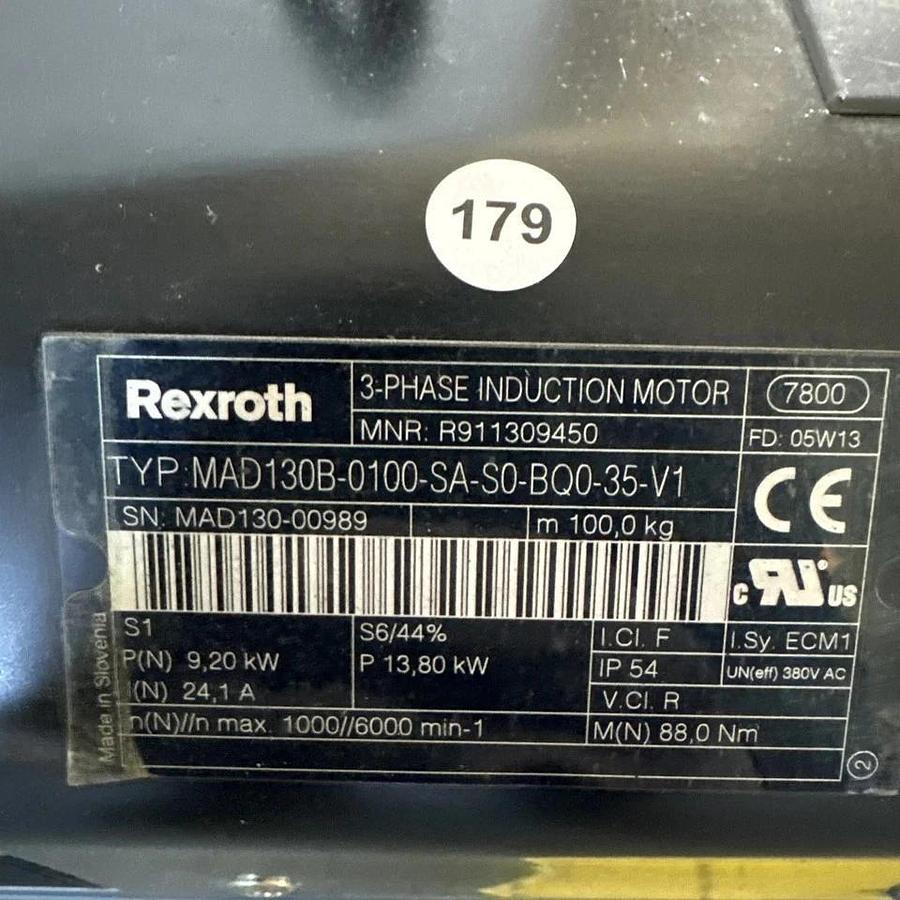 179
Rexroth
3-PHASE INDUCTION MOTOR
7800
MNR: R911309450
FD: 05W13
TYP:MAD130B-0100-SA-S0-BQ0-35-V1
CE
SN: MAD130-00989
m 100,0 kg
c RU US
Made in Slovenia
S1
P(N) 9,20 kW
I(N) 24,1 A
S6/44%
P 13,80 kW
I.Cl. F
I.Sy. ECM1
IP 54
UN(eff) 380V AC
V.Cl. R
n(N)//n max. 1000//6000 min-1
M(N) 88,0 Nm
2